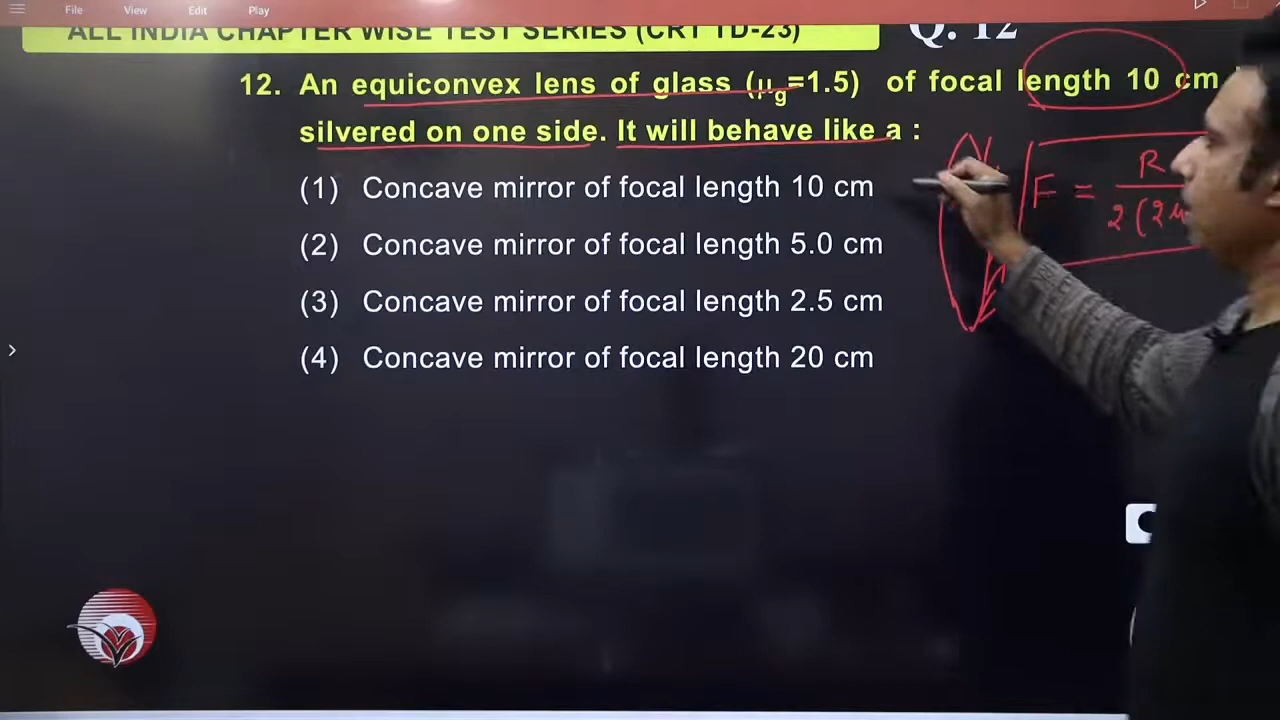 File View Edit Play
ALL INDIA CHAPTER WISE TEST SERIES (CRT TD-23) Q. 12
12. An equiconvex lens of glass (μg=1.5) of focal length 10 cm
silvered on one side. It will behave like a :
(1) Concave mirror of focal length 10 cm
(2) Concave mirror of focal length 5.0 cm
(3) Concave mirror of focal length 2.5 cm
(4) Concave mirror of focal length 20 cm
F = R
2(2μ